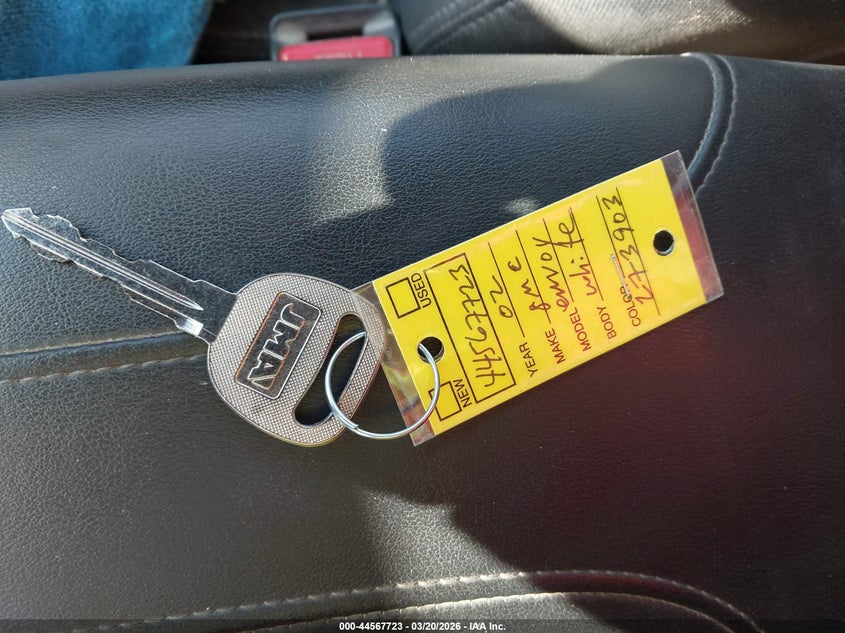 JMA
NEW
USED
44567723
YEAR 02
MAKE gmc
MODEL envoy
BODY white
COLOR 273903
000-44567723 | 03/20/2026 - IAA Inc.